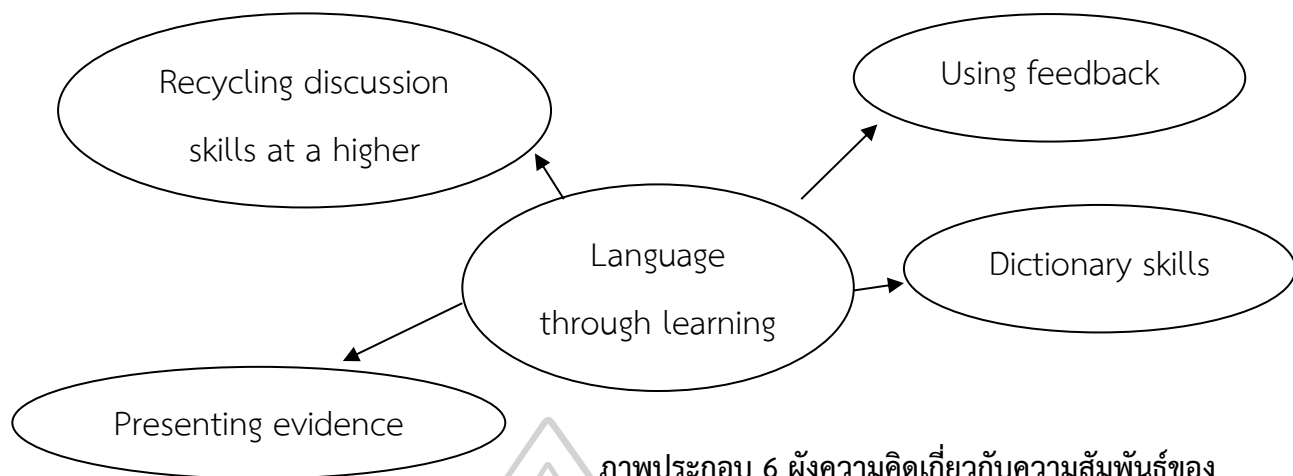 Recycling discussion
skills at a higher
Using feedback
Language
through learning
Dictionary skills
Presenting evidence
ภาพประกอบ 6 ผังความคิดเกี่ยวกับความสัมพันธ์ของ